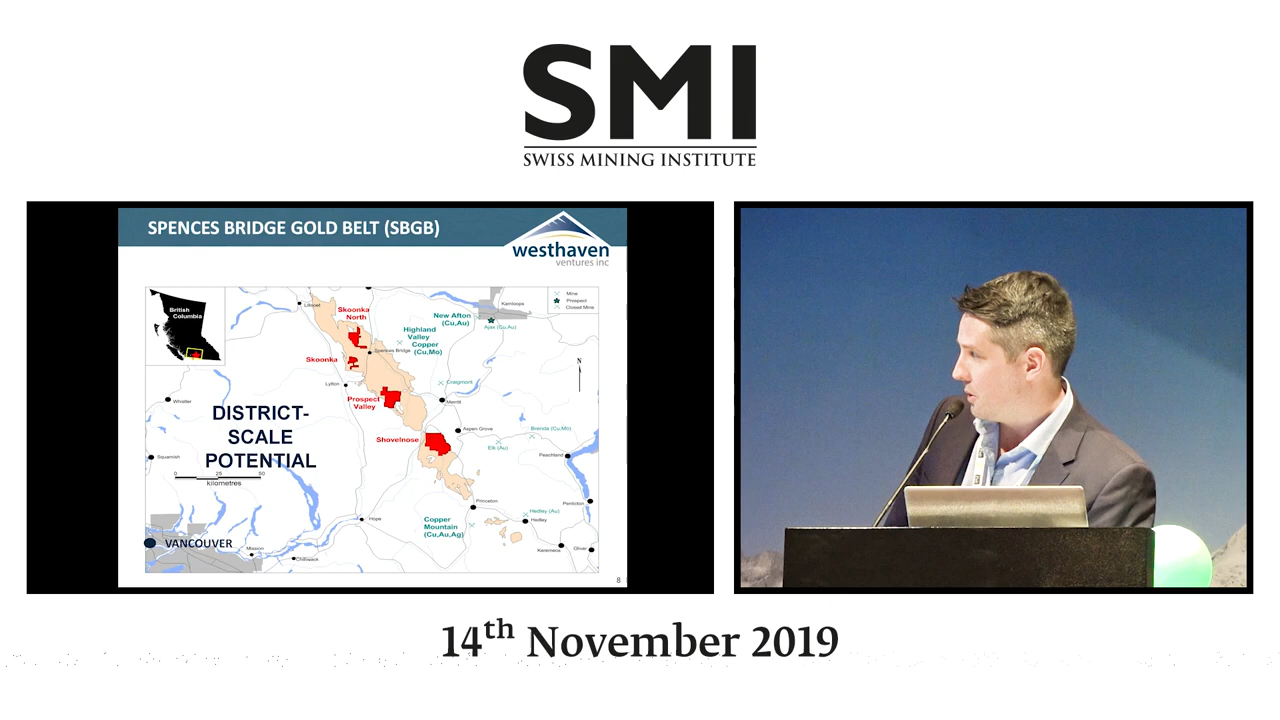 SMI
SWISS MINING INSTITUTE
SPENCES BRIDGE GOLD BELT (SBGB)
westhaven
ventures inc
British
Columbia
Lillooet
Skoonka
North
New Afton
(Cu,Au)
Kamloops
Ajax (Cu,Au)
Mine
Prospect
Closed Mine
Highland
Valley
Copper
(Cu,Mo)
Spences Bridge
Skoonka
Lytton
Craigmont
N
Prospect
Valley
Merritt
Whistler
DISTRICT-
SCALE
POTENTIAL
Shovelnose
Aspen Grove
Brenda (Cu,Mo)
Elk (Au)
Peachland
Squamish
0 25 50
kilometres
Princeton
Penticton
Hope
Copper
Mountain
(Cu,Au,Ag)
Hedley (Au)
Hedley
VANCOUVER
Mission
Chilliwack
Keremeos
Oliver
8
14th November 2019